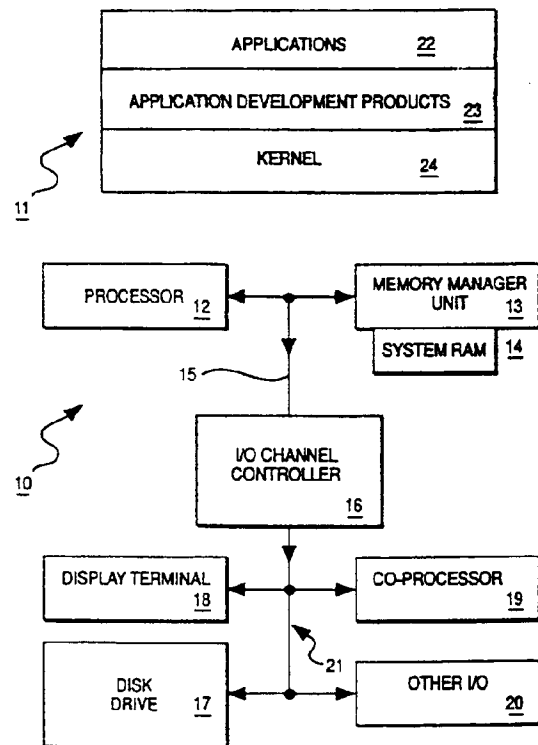 APPLICATIONS 22
APPLICATION DEVELOPMENT PRODUCTS 23
KERNEL 24
11
PROCESSOR 12
MEMORY MANAGER
UNIT 13
SYSTEM RAM 14
15
10
I/O CHANNEL
CONTROLLER
16
DISPLAY TERMINAL
18
CO-PROCESSOR
19
21
DISK
DRIVE 17
OTHER I/O
20